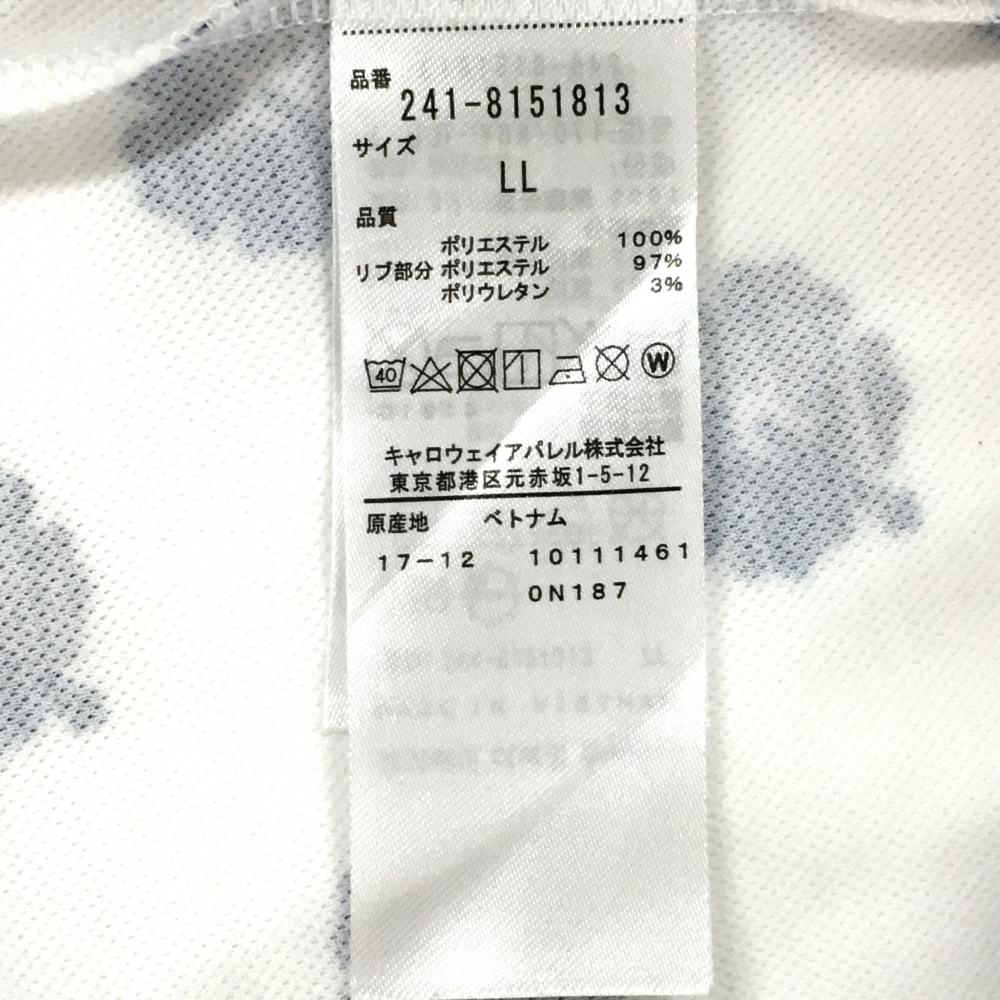 品番
241-8151813
サイズ
LL
品質
ポリエステル 100%
リブ部分 ポリエステル 97%
ポリウレタン 3%
40 W
キャロウェイアパレル株式会社
東京都港区元赤坂1-5-12
原産地 ベトナム
17-12 10111461
0N187